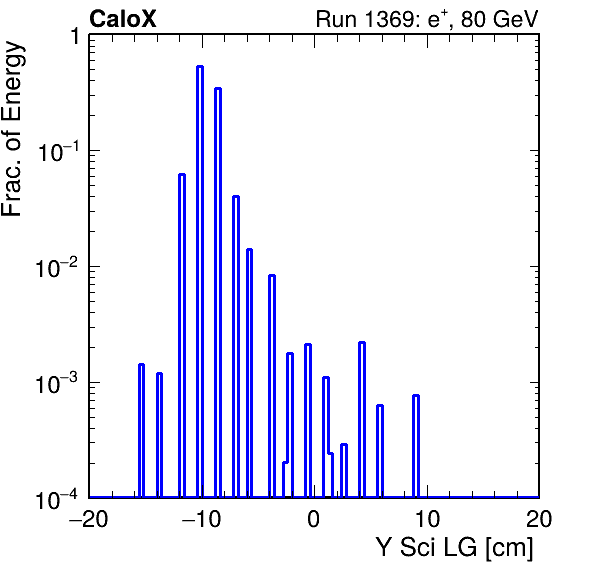 CaloX Run 1369: e⁺, 80 GeV
Frac. of Energy
1
10⁻¹
10⁻²
10⁻³
10⁻⁴
−20 −10 0 10 20
Y Sci LG [cm]